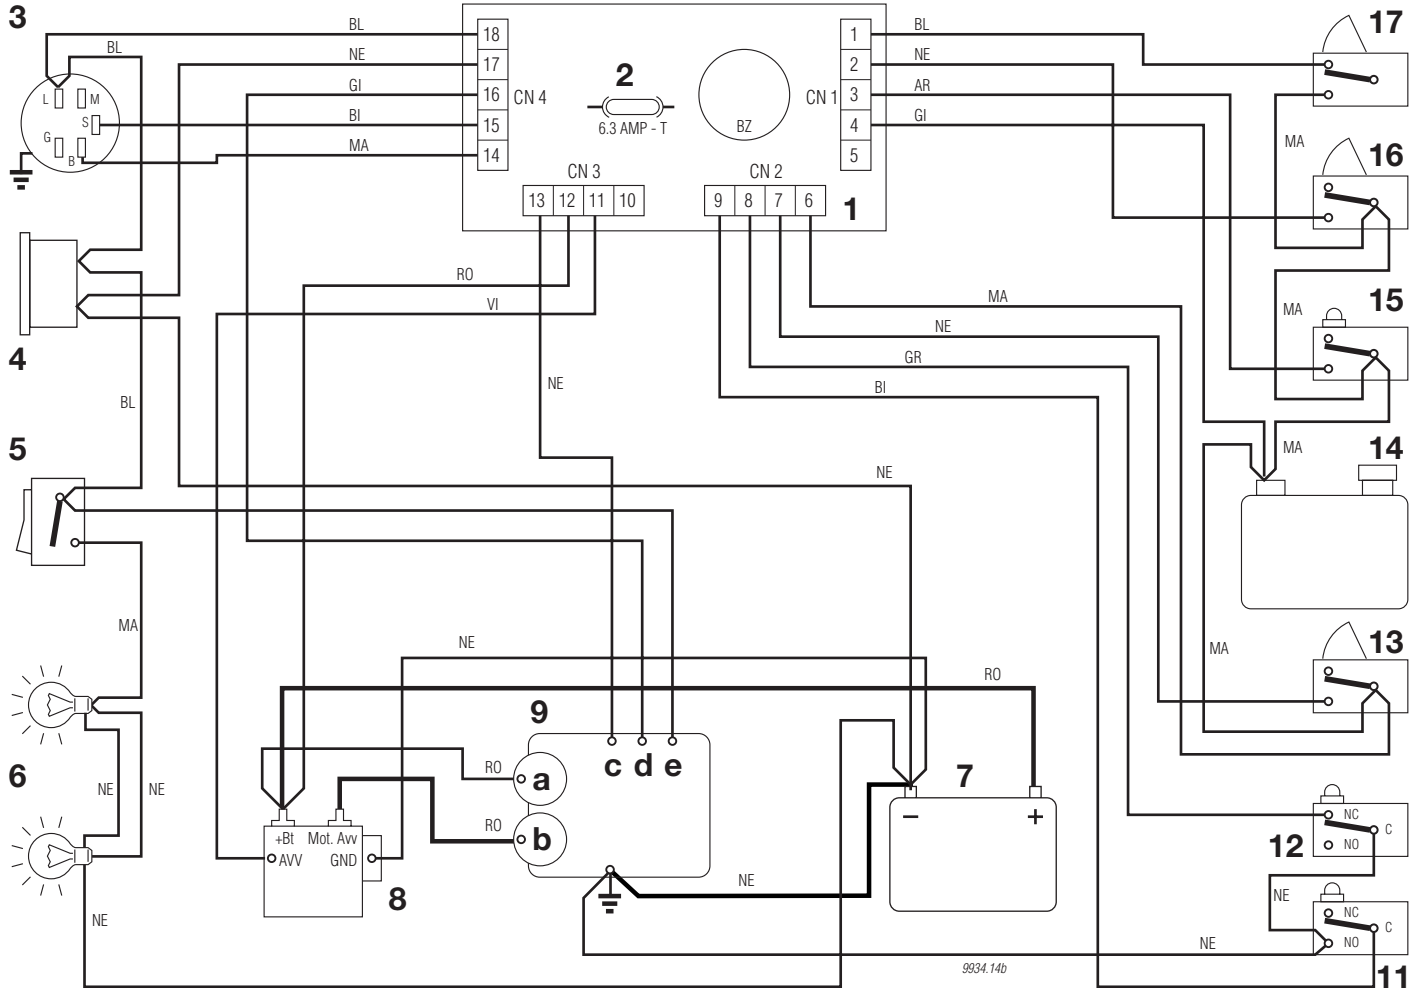 3
BL
18
1
BL
17
BL
NE
17
2
NE
2
GI
16
CN 4
CN 1
3
AR
L
M
S
G
B
BI
15
6.3 AMP - T
BZ
4
GI
MA
14
5
MA
16
CN 3
CN 2
13
12
11
10
9
8
7
6
1
4
RO
VI
MA
NE
GR
BI
NE
MA
15
BL
5
NE
MA
14
MA
NE
RO
MA
13
6
NE
NE
9
c
d
e
RO
a
7
–
+
RO
b
+Bt
Mot. Avv
AVV
GND
8
NE
NC
C
NO
12
NE
NC
C
NO
NE
NE
11
9934.14b